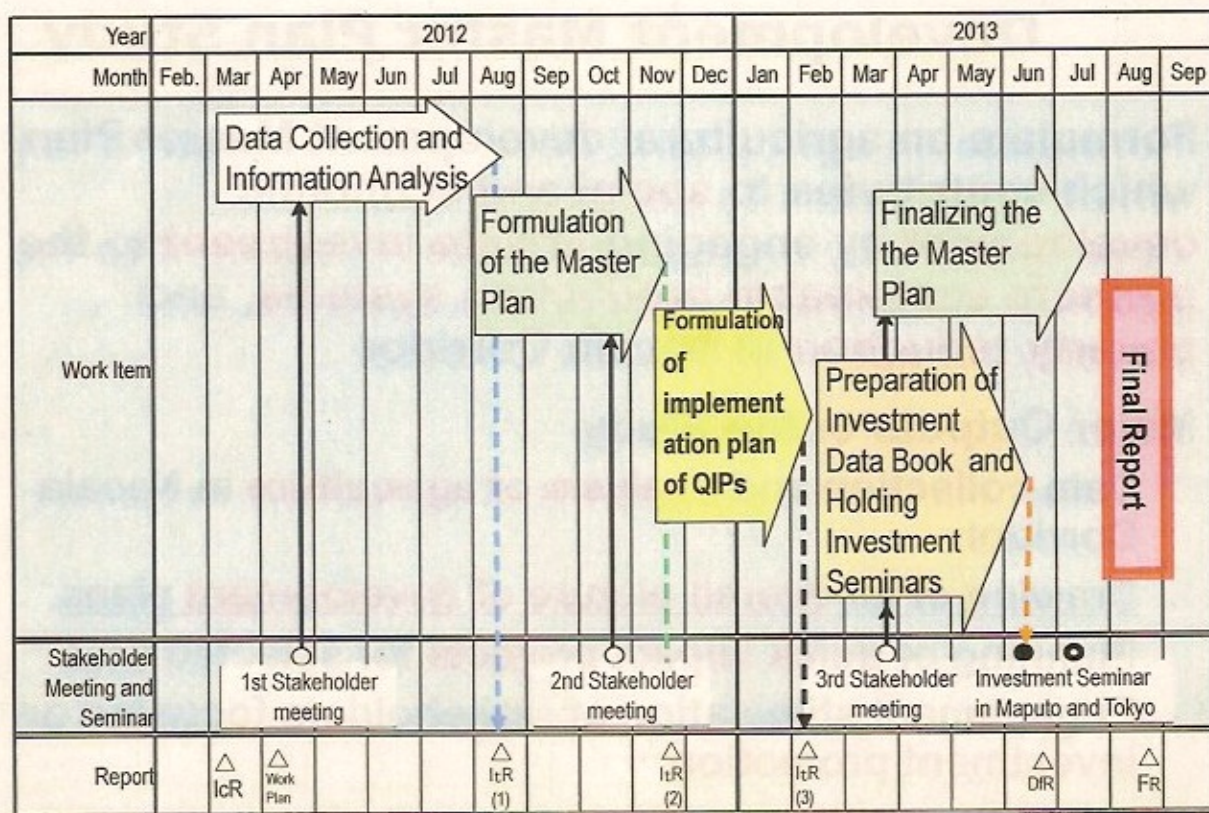 Year 2012 2013
Month Feb. Mar Apr May Jun Jul Aug Sep Oct Nov Dec Jan Feb Mar Apr May Jun Jul Aug Sep
Work Item
Data Collection and
Information Analysis
Formulation
of the Master
Plan
Formulation
of
implement
ation plan
of QIPs
Finalizing the
the Master
Plan
Preparation of
Investment
Data Book and
Holding
Investment
Seminars
Final Report
Stakeholder
Meeting and
Seminar
1st Stakeholder
meeting
2nd Stakeholder
meeting
3rd Stakeholder
meeting
Investment Seminar
in Maputo and Tokyo
Report
IcR
Work
Plan
ItR
(1)
ItR
(2)
ItR
(3)
DfR
FR